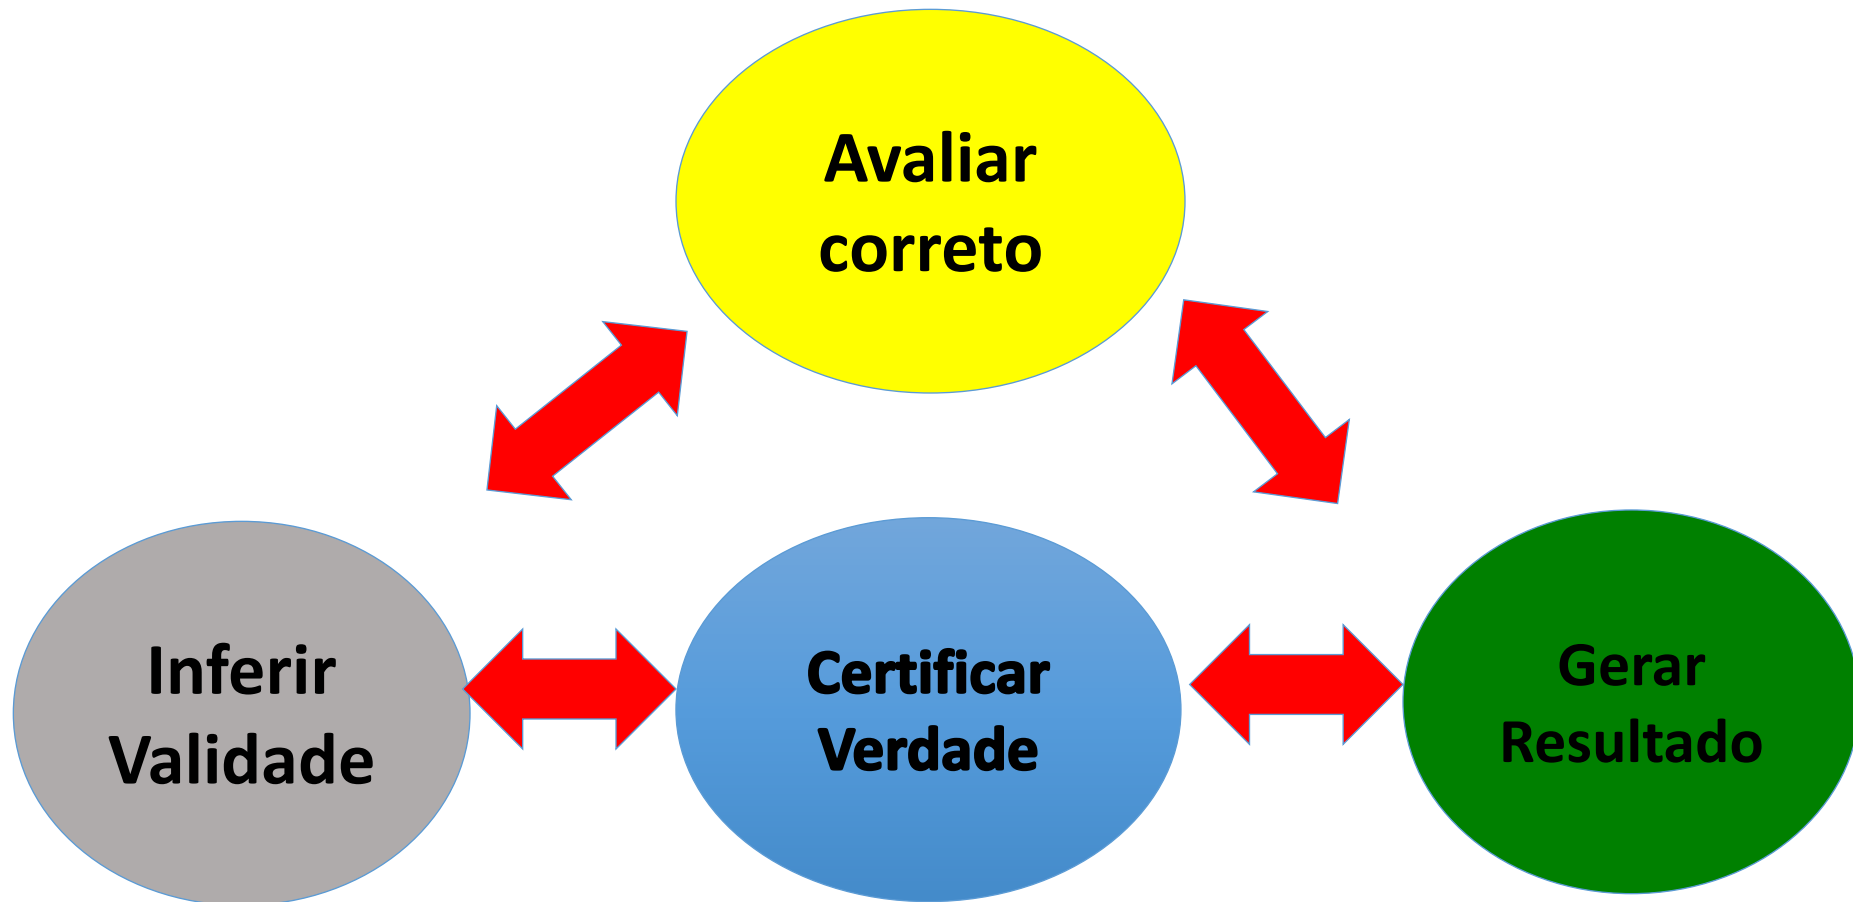 Avaliar
correto
Inferir
Validade
Certificar
Verdade
Gerar
Resultado